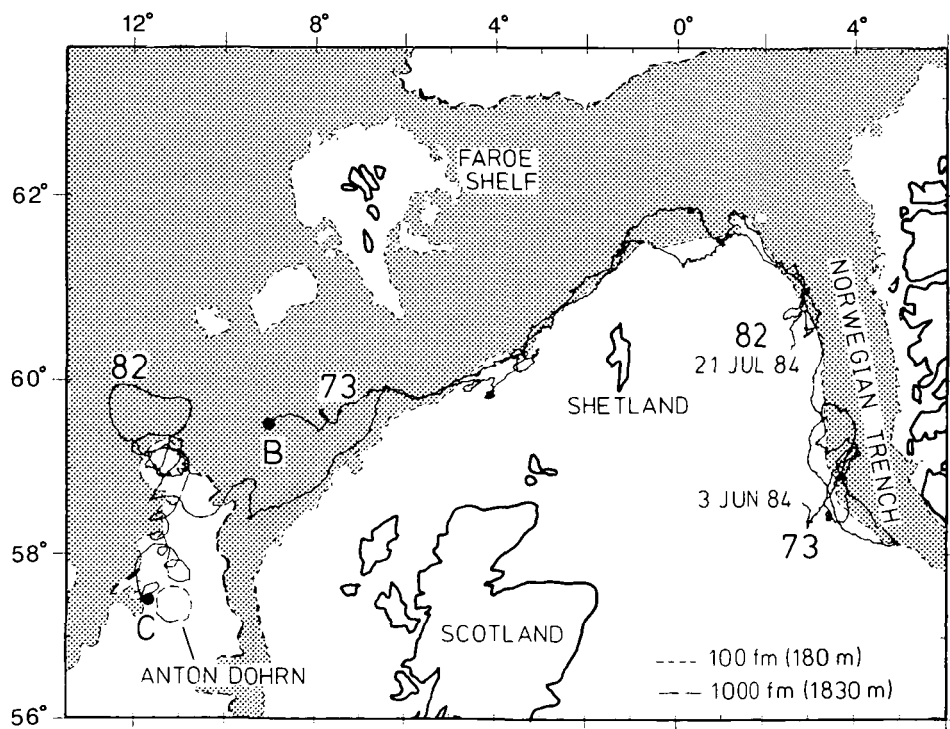 12° 8° 4° 0° 4°
FAROE
SHELF
62°
NORWEGIAN TRENCH
82
21 JUL 84
82
60°
73
SHETLAND
B
3 JUN 84
73
58°
C
SCOTLAND
ANTON DOHRN
100 fm (180 m)
1000 fm (1830 m)
56°